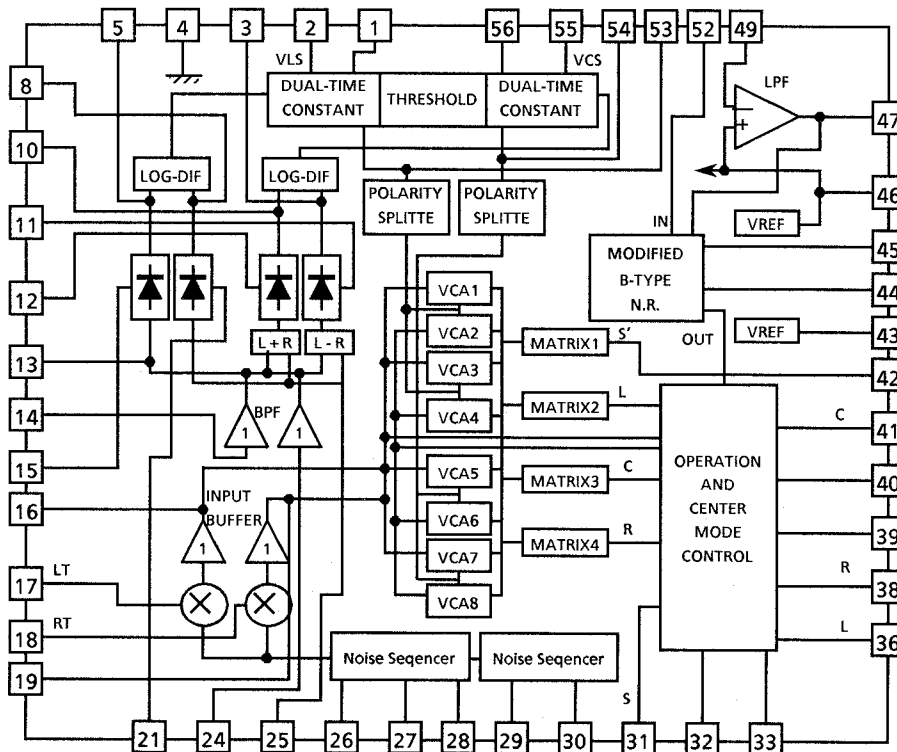 5 4 3 2 1 56 55 54 53 52 49
VLS VCS
8
DUAL-TIME CONSTANT
THRESHOLD
DUAL-TIME CONSTANT
LPF
47
10
LOG-DIF
LOG-DIF
POLARITY SPLITTE
POLARITY SPLITTE
46
VREF
11
IN
45
MODIFIED
B-TYPE
N.R.
12
44
VCA1
VCA2
VCA3
VCA4
VCA5
VCA6
VCA7
VCA8
OUT
VREF
43
13
L+R
L-R
MATRIX1
S'
42
14
BPF
1
1
MATRIX2
L
C
41
15
OPERATION
AND
CENTER
MODE
CONTROL
MATRIX3
C
40
16
INPUT
BUFFER
1
1
MATRIX4
R
39
LT
17
R
38
RT
18
L
36
19
Noise Seqencer
Noise Seqencer
S
21 24 25 26 27 28 29 30 31 32 33